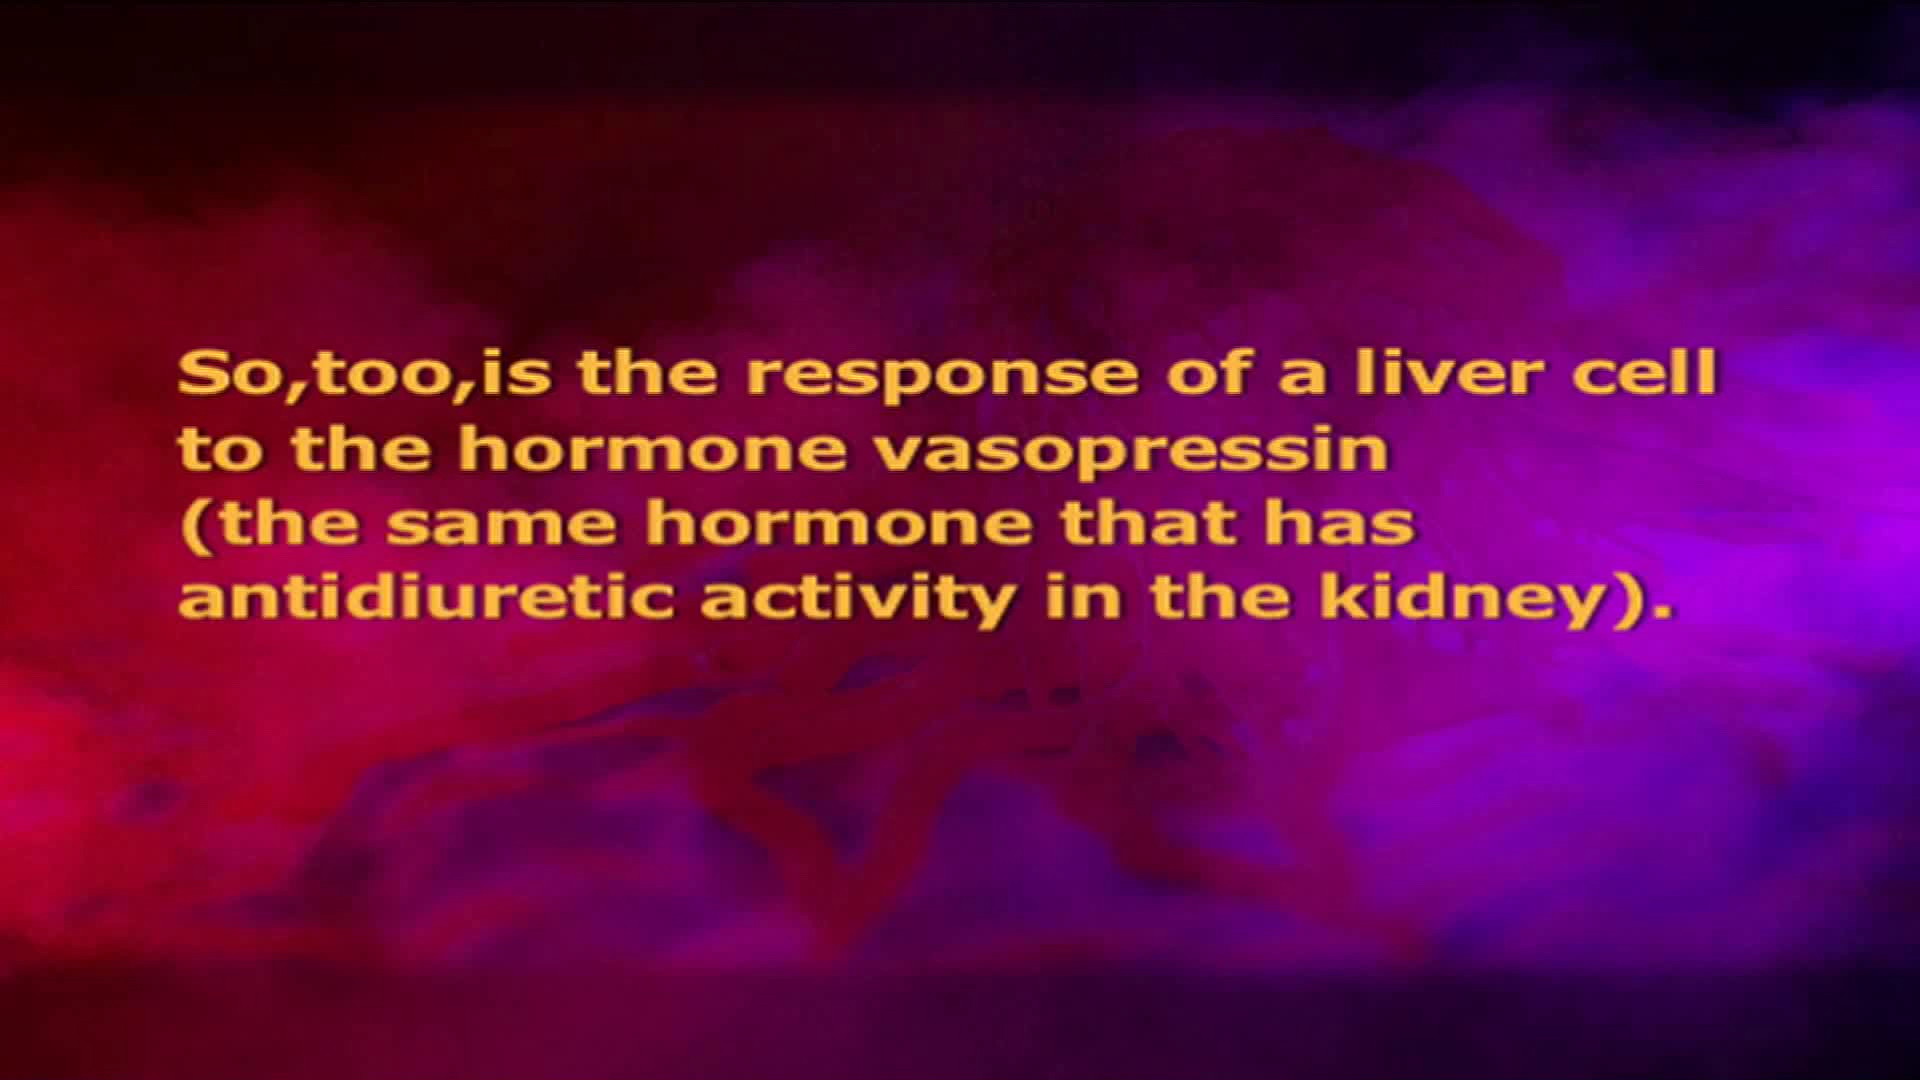 So,too,is the response of a liver cell
to the hormone vasopressin
(the same hormone that has
antidiuretic activity in the kidney).